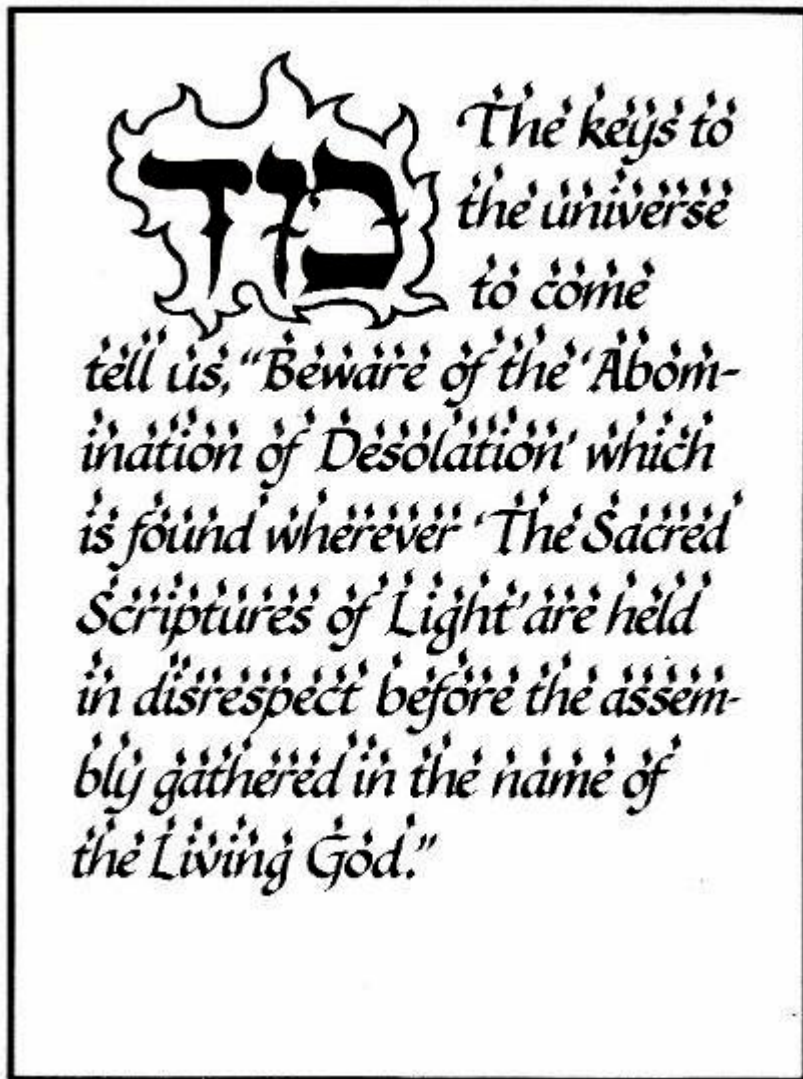 The keys to
the universe
to come
tell us, "Beware of the 'Abom-
ination of Desolation' which
is found wherever 'The Sacred
Scriptures of Light' are held
in disrespect before the assem-
bly gathered in the name of
the Living God."